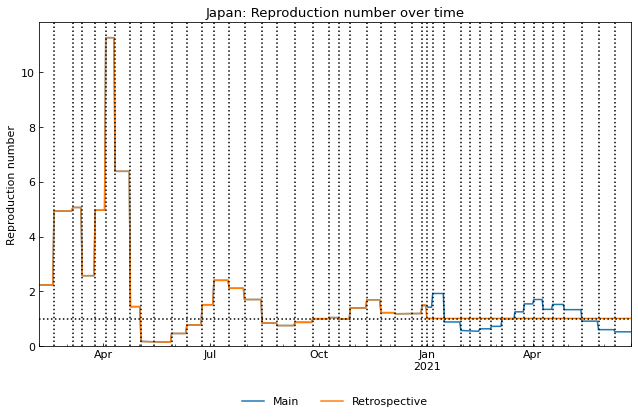 Japan: Reproduction number over time
Reproduction number
10
8
6
4
2
0
Apr Jul Oct Jan Apr
2021
Main Retrospective